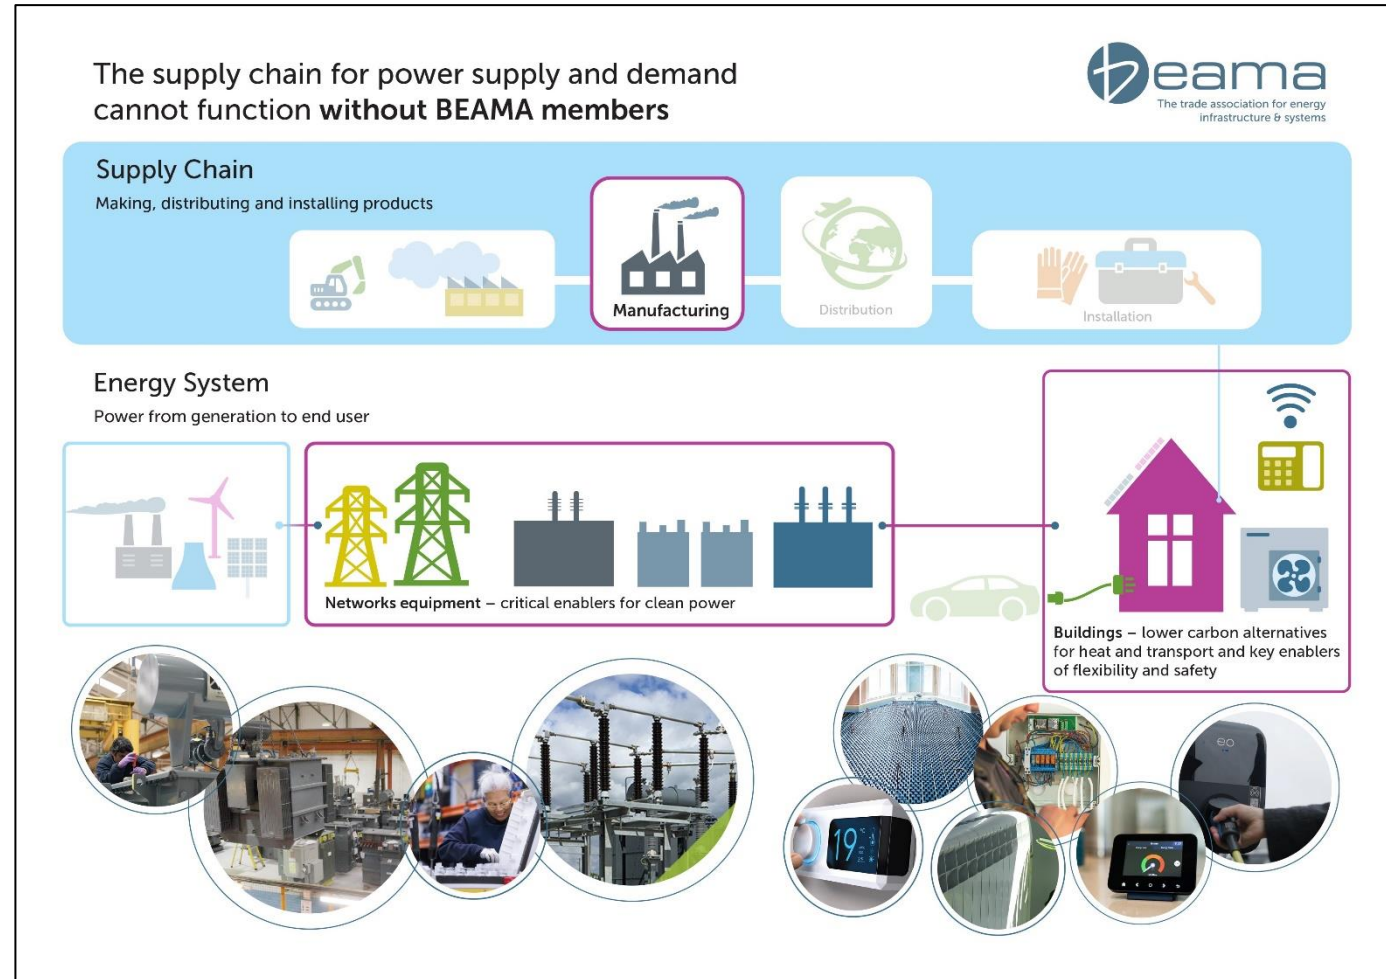 The supply chain for power supply and demand
cannot function without BEAMA members
beama
The trade association for energy
infrastructure & systems
Supply Chain
Making, distributing and installing products
Manufacturing
Distribution
Installation
Energy System
Power from generation to end user
Networks equipment – critical enablers for clean power
Buildings – lower carbon alternatives
for heat and transport and key enablers
of flexibility and safety
eo
19
°C